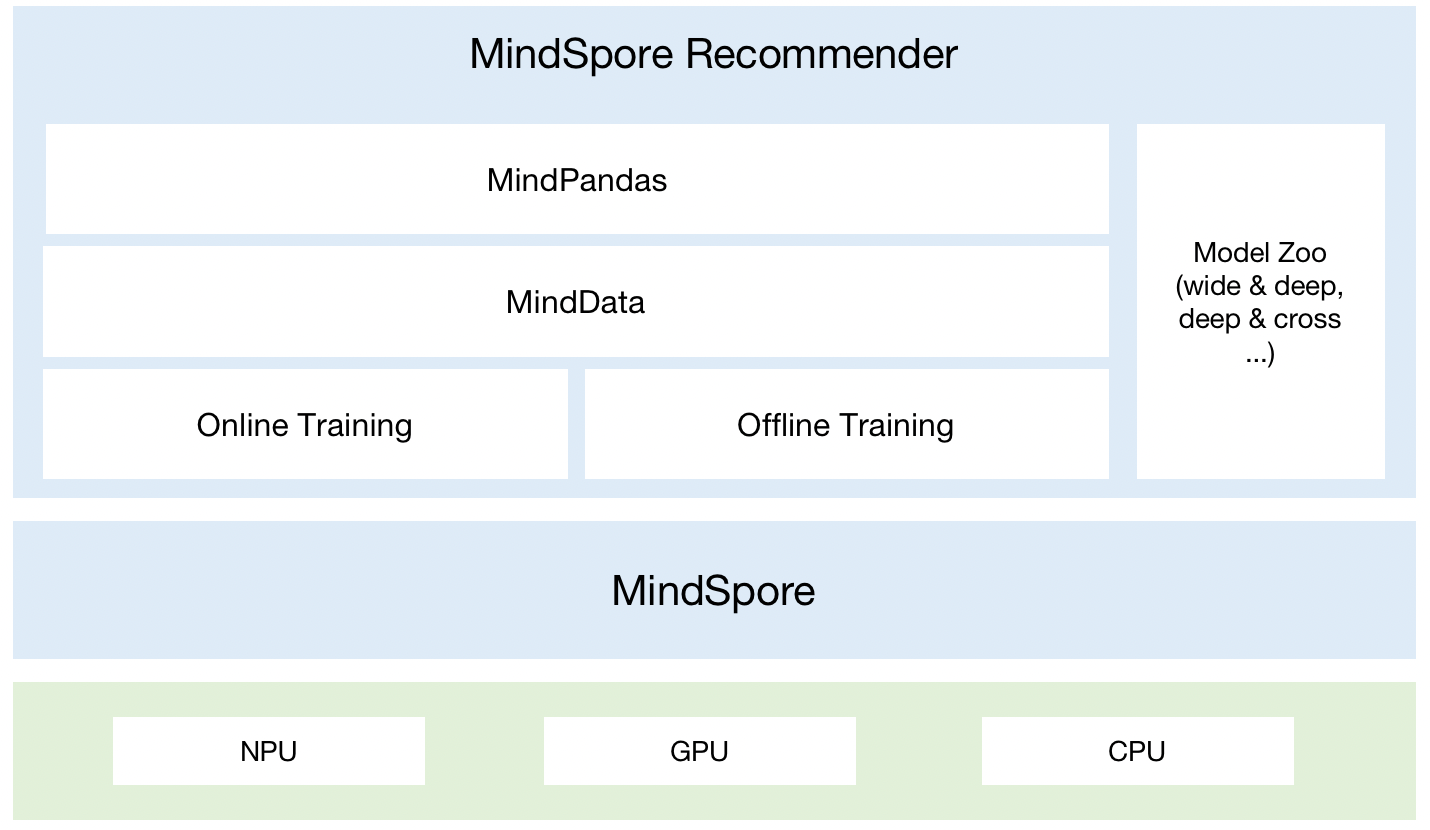 MindSpore Recommender
MindPandas
MindData
Online Training
Offline Training
Model Zoo
(wide & deep,
deep & cross
...)
MindSpore
NPU
GPU
CPU